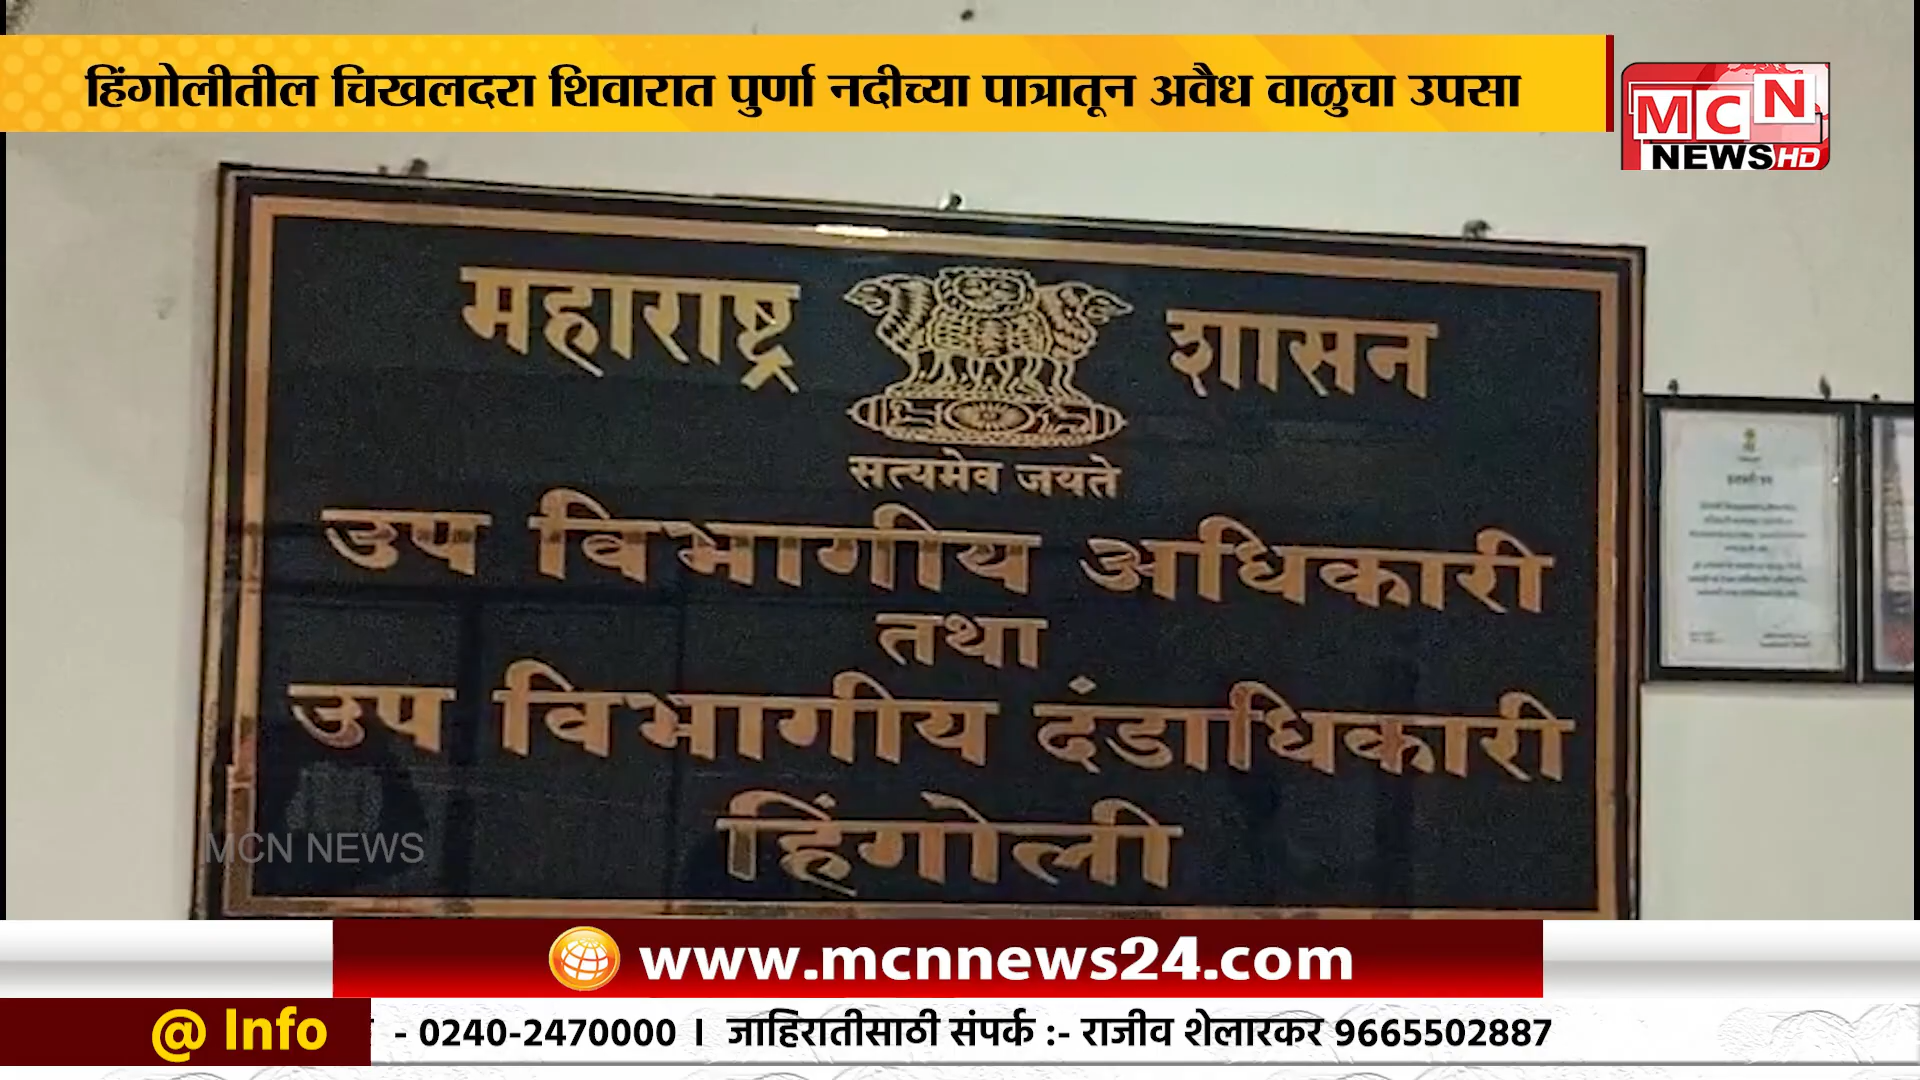 हिंगोलीतील चिखलदरा शिवारात पुर्णा नदीच्या पात्रातून अवैध वाळुचा उपसा
MCN
NEWS HD
महाराष्ट्र शासन
सत्यमेव जयते
उप विभागीय अधिकारी
तथा
उप विभागीय दंडाधिकारी
हिंगोली
MCN NEWS
www.mcnnews24.com
@ Info - 0240-2470000 । जाहिरातीसाठी संपर्क :- राजीव शेलारकर 9665502887